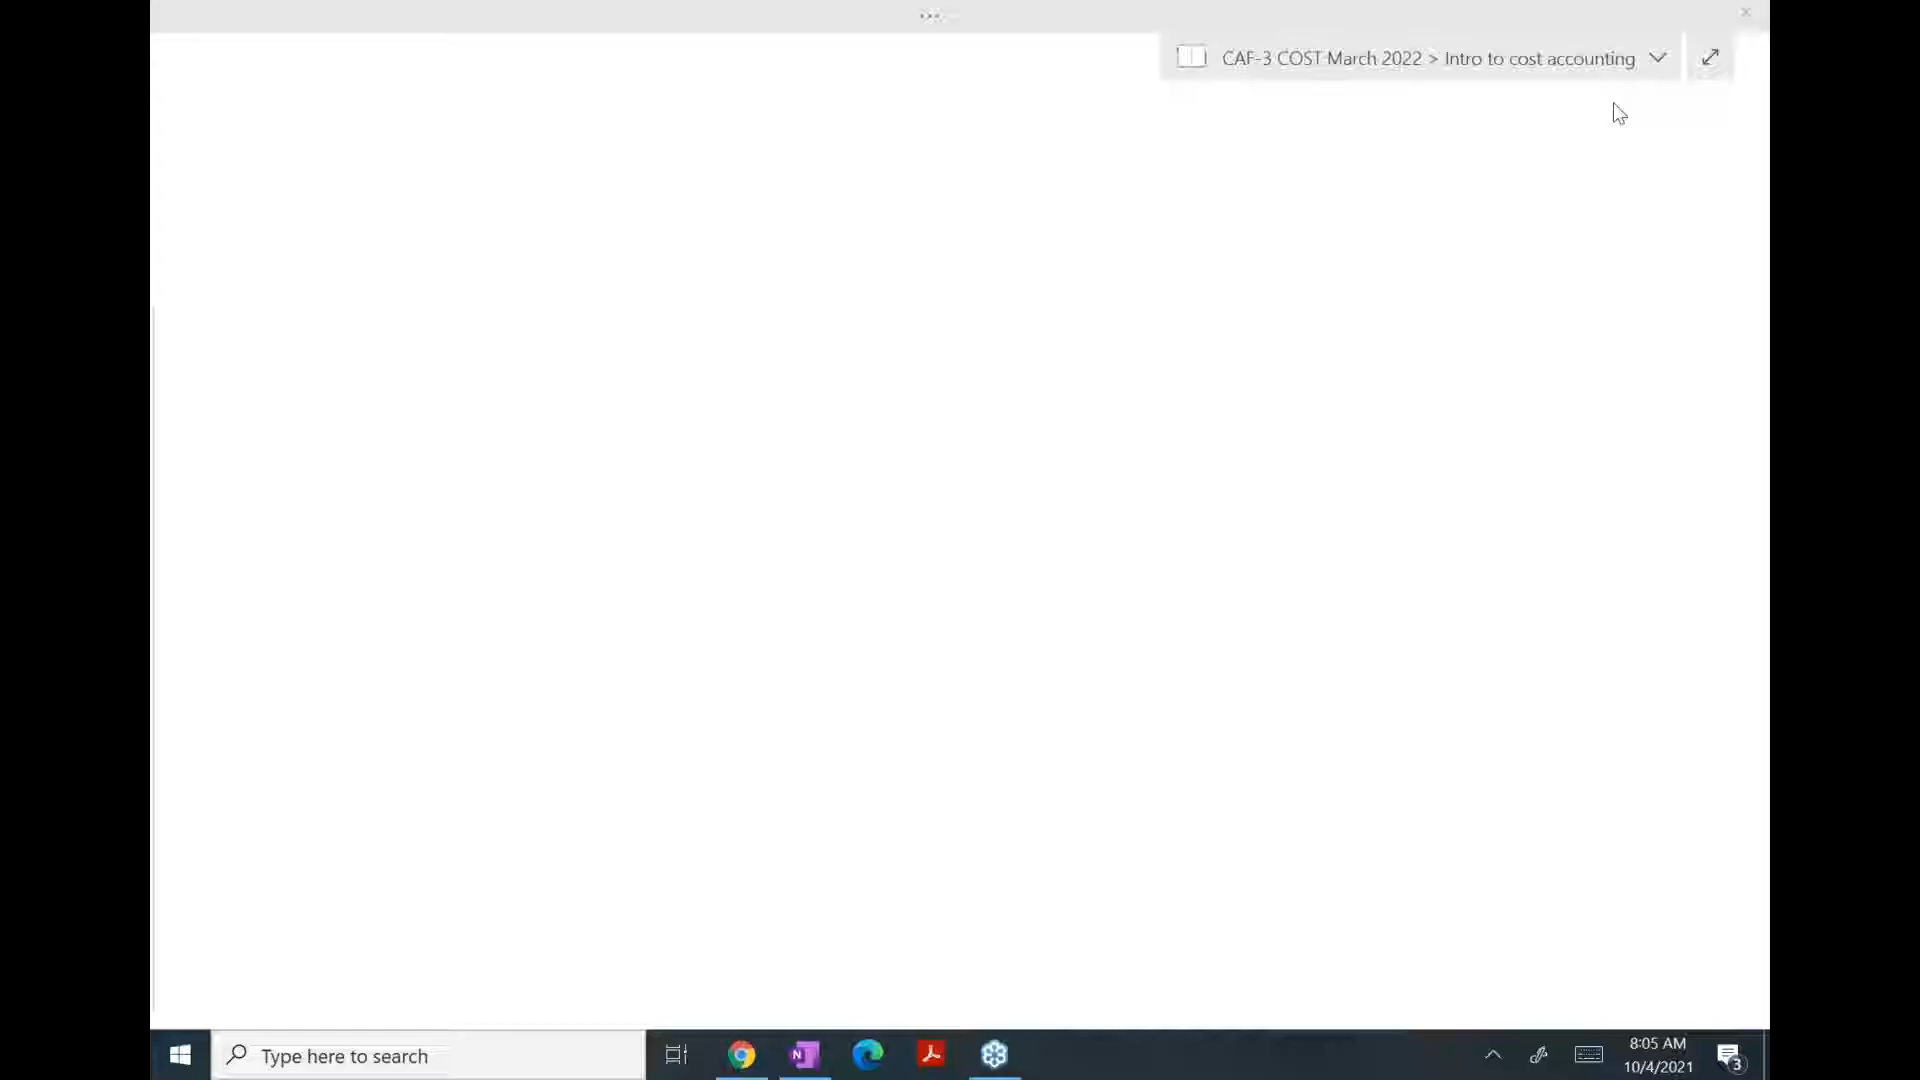 CAF-3 COST March 2022 > Intro to cost accounting
Type here to search
N
8:05 AM
10/4/2021
3